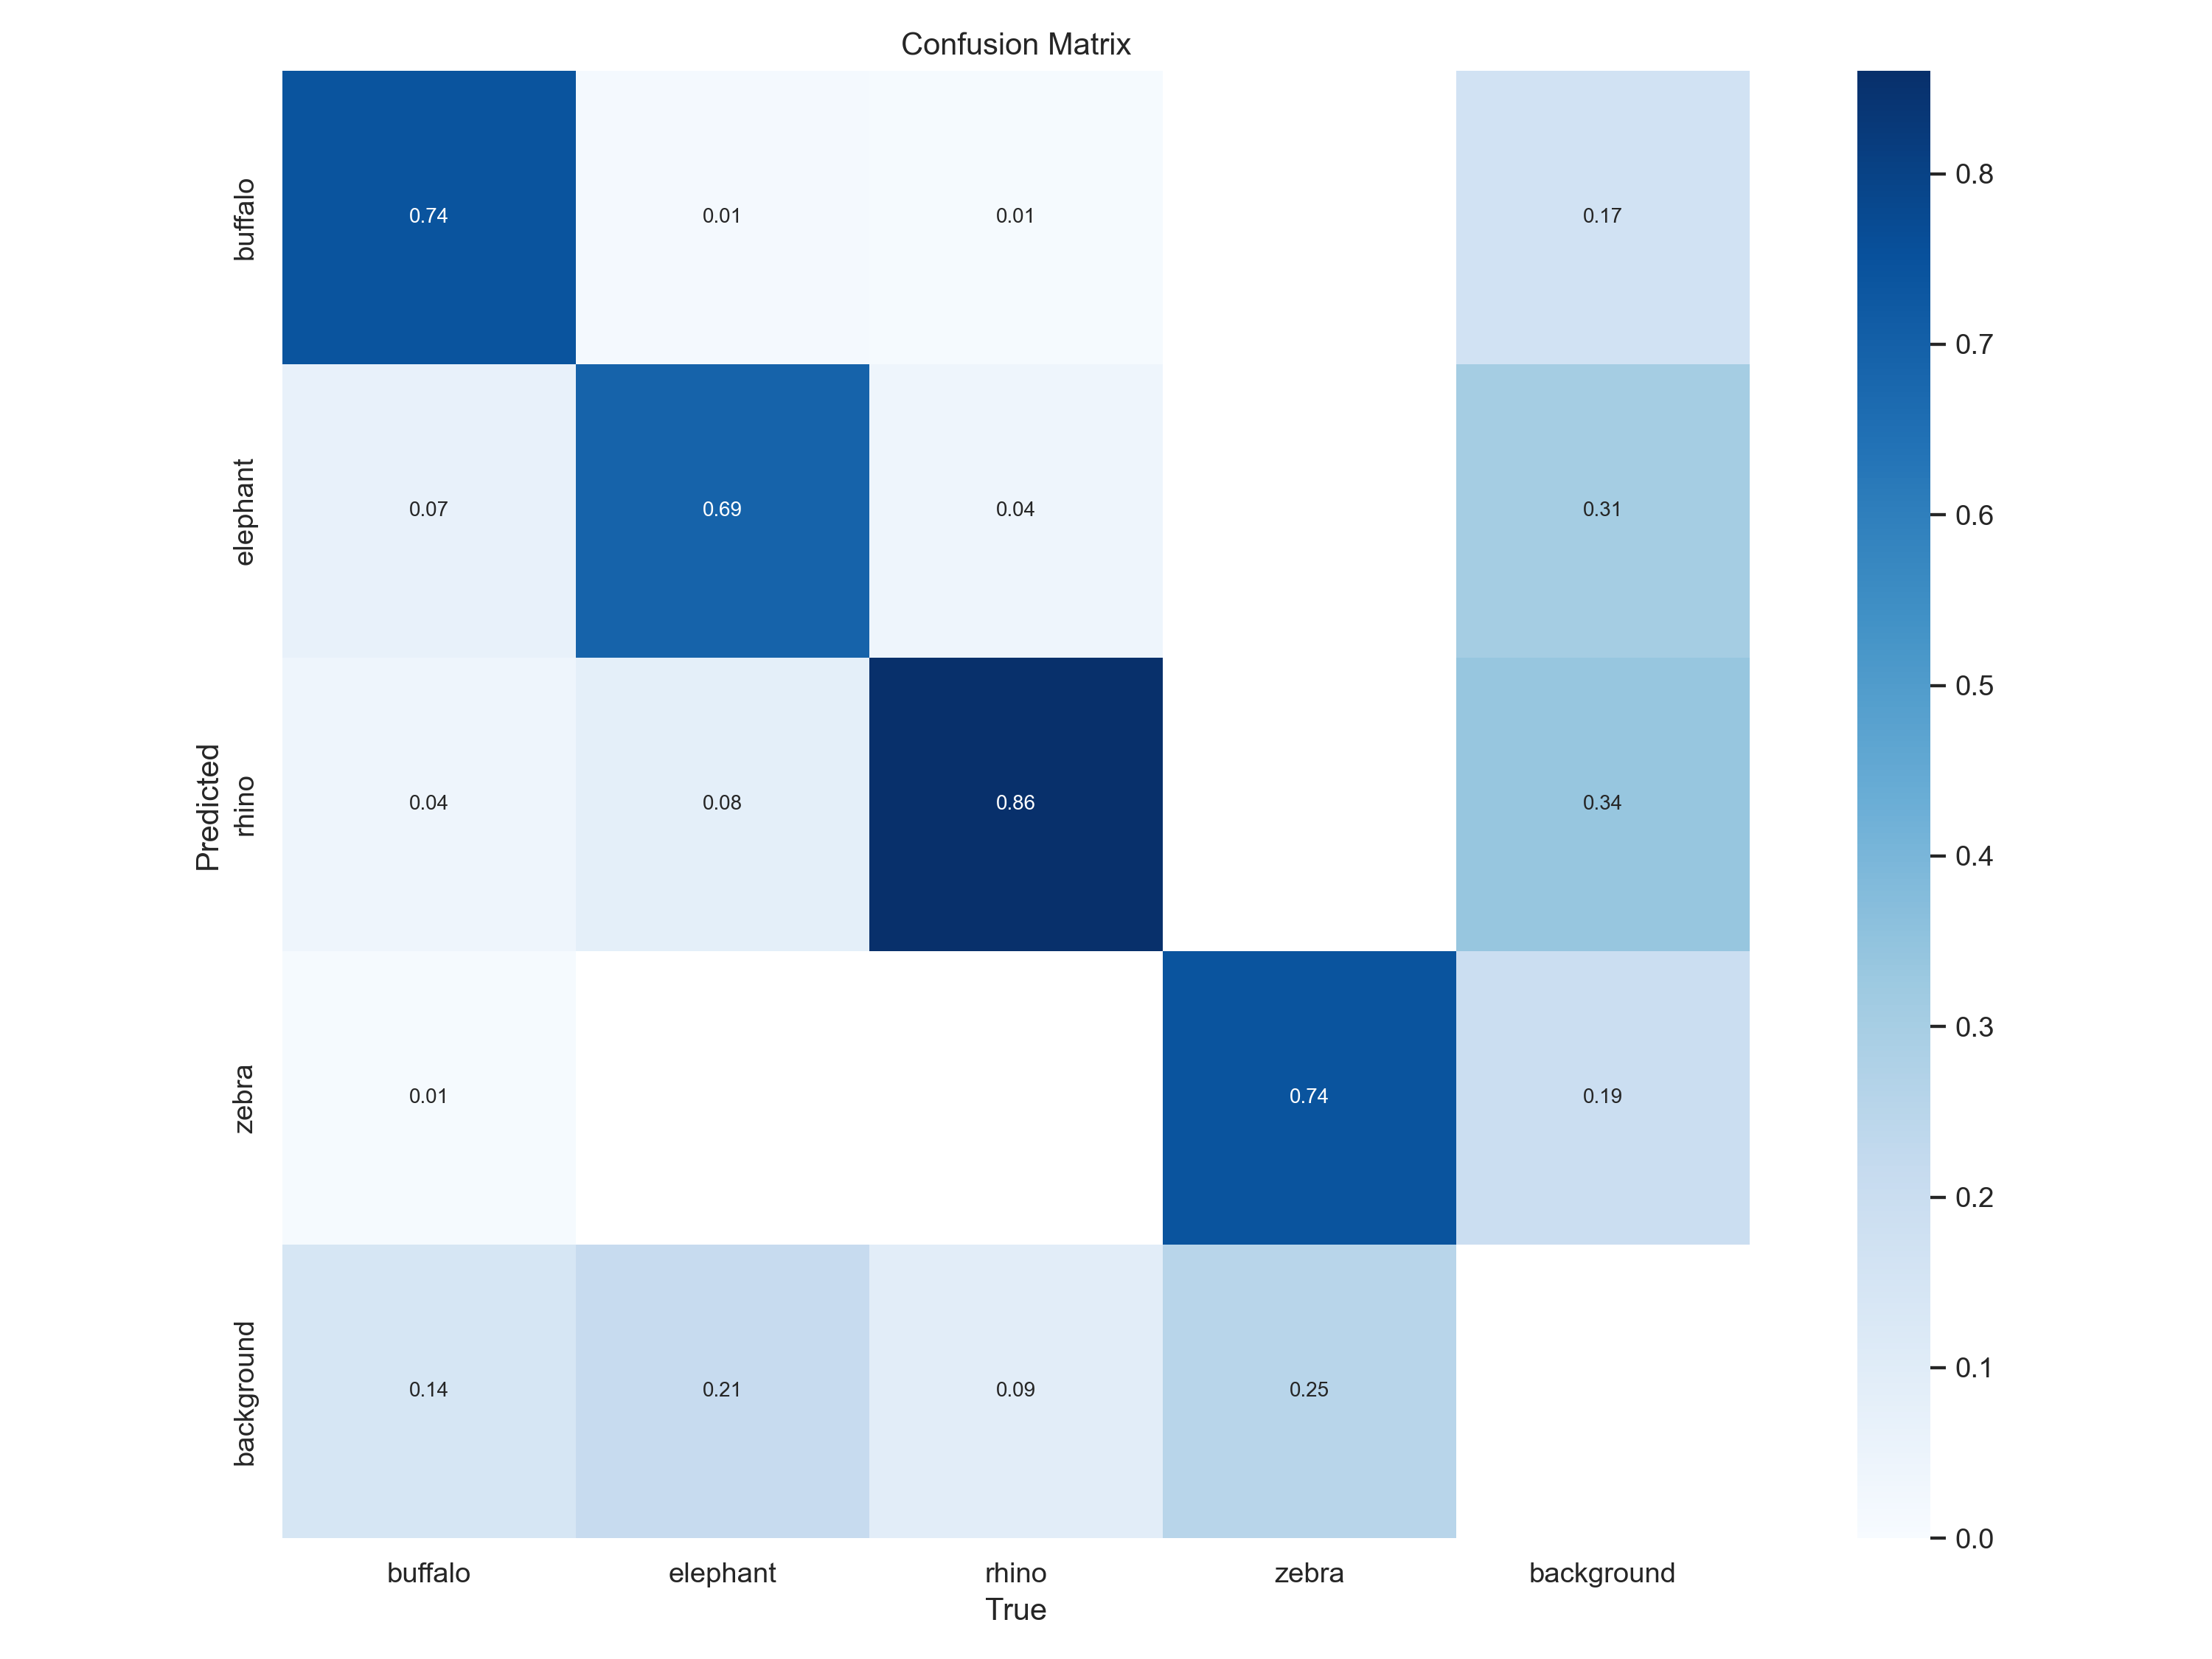 Confusion Matrix
buffalo
0.74
0.01
0.01
0.17
elephant
0.07
0.69
0.04
0.31
Predicted
rhino
0.04
0.08
0.86
0.34
zebra
0.01
0.74
0.19
background
0.14
0.21
0.09
0.25
buffalo
elephant
rhino
zebra
background
True
0.8
0.7
0.6
0.5
0.4
0.3
0.2
0.1
0.0